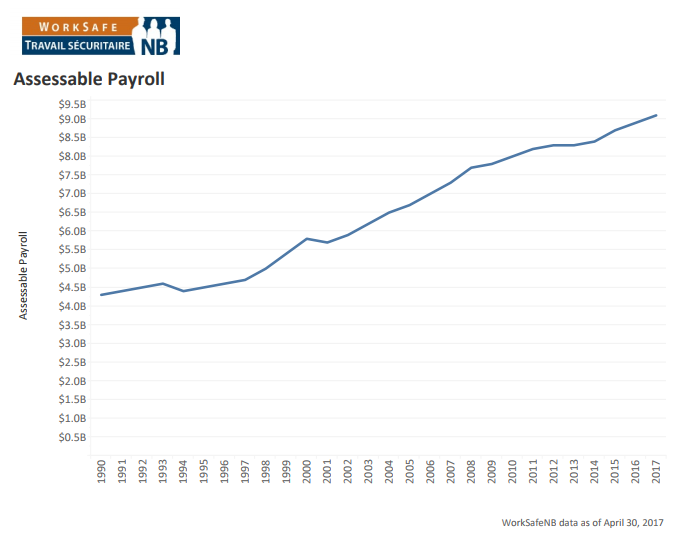 WORKSAFE
TRAVAIL SÉCURITAIRE NB
Assessable Payroll
$9.5B
$9.0B
$8.5B
$8.0B
$7.5B
$7.0B
$6.5B
$6.0B
$5.5B
$5.0B
$4.5B
$4.0B
$3.5B
$3.0B
$2.5B
$2.0B
$1.5B
$1.0B
$0.5B
Assessable Payroll
1990
1991
1992
1993
1994
1995
1996
1997
1998
1999
2000
2001
2002
2003
2004
2005
2006
2007
2008
2009
2010
2011
2012
2013
2014
2015
2016
2017
WorkSafeNB data as of April 30, 2017